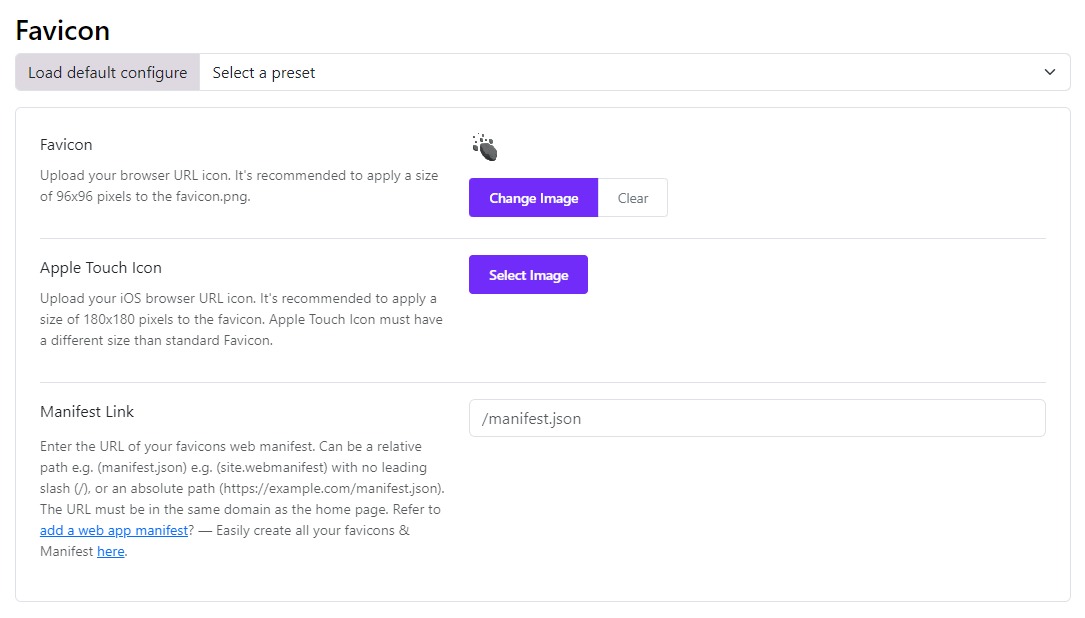 Favicon
Load default configure
Select a preset
Favicon
Upload your browser URL icon. It's recommended to apply a size
of 96x96 pixels to the favicon.png.
Change Image
Clear
Apple Touch Icon
Upload your iOS browser URL icon. It's recommended to apply a
size of 180x180 pixels to the favicon. Apple Touch Icon must have
a different size than standard Favicon.
Select Image
Manifest Link
Enter the URL of your favicons web manifest. Can be a relative
path e.g. (manifest.json) e.g. (site.webmanifest) with no leading
slash (/), or an absolute path (https://example.com/manifest.json).
The URL must be in the same domain as the home page. Refer to
add a web app manifest? — Easily create all your favicons &
Manifest here.
/manifest.json